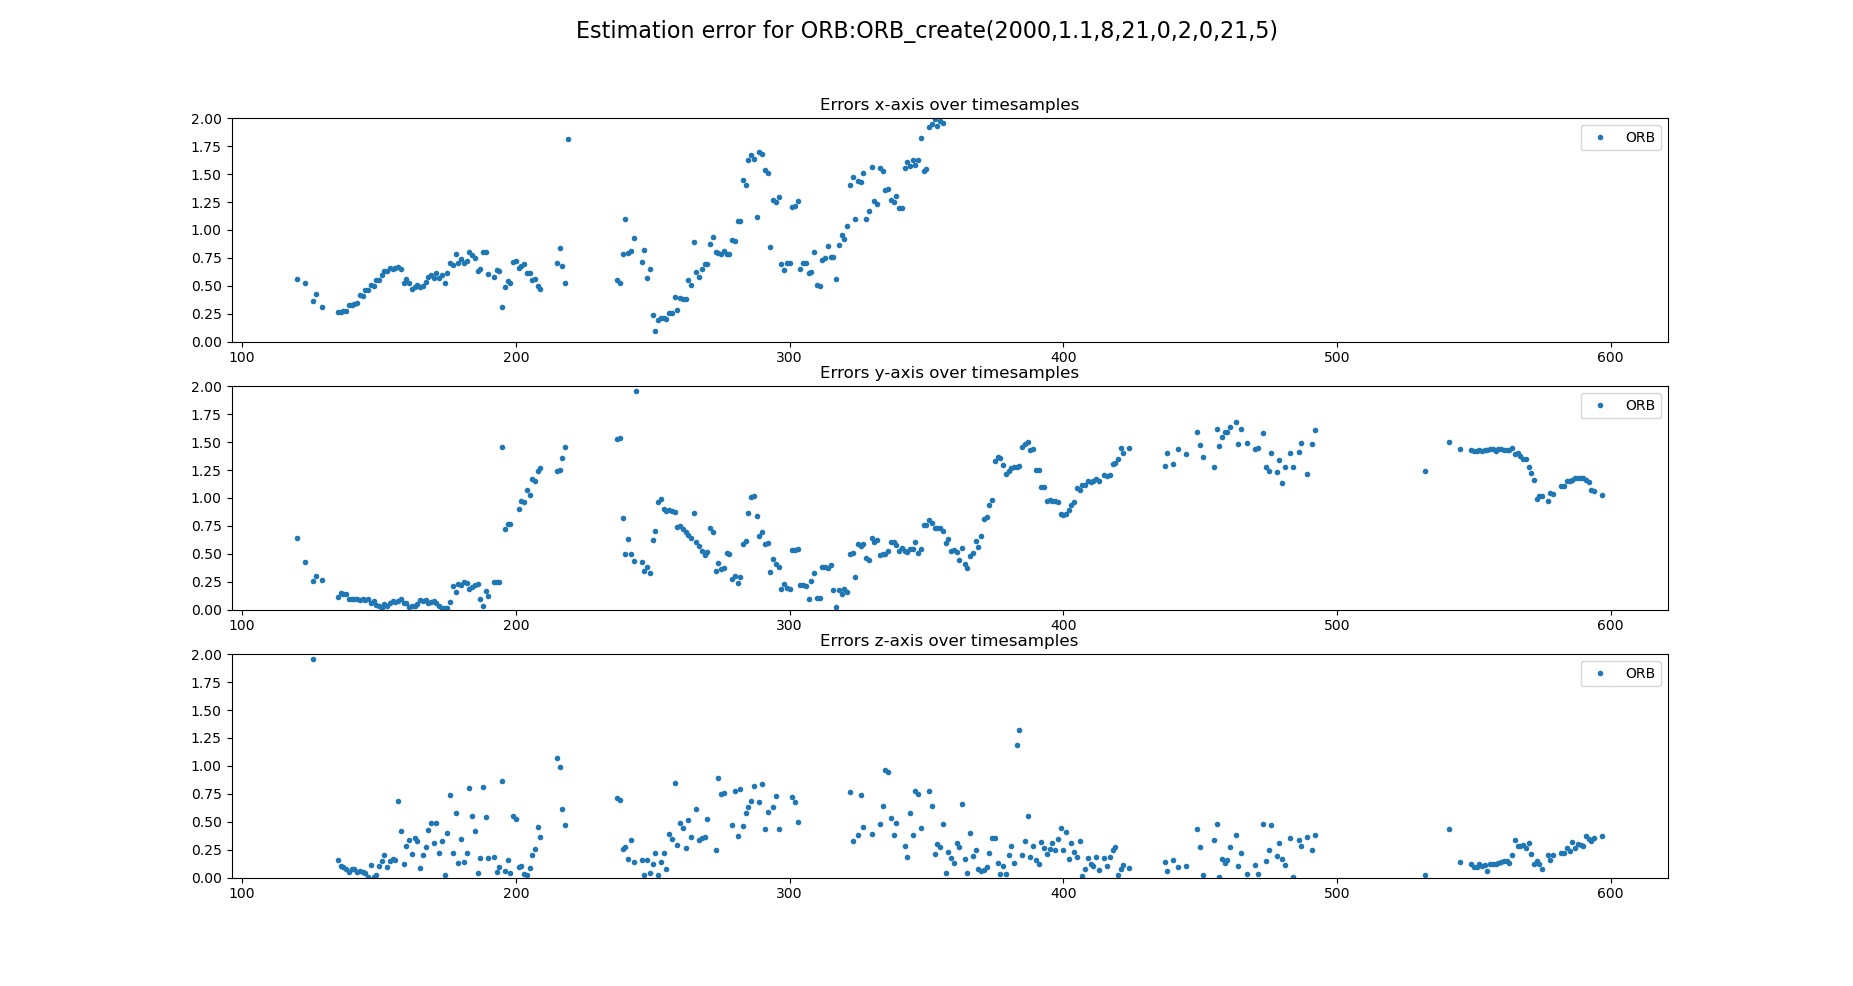 Estimation error for ORB:ORB_create(2000,1.1,8,21,0,2,0,21,5)
Errors x-axis over timesamples
2.00
1.75
1.50
1.25
1.00
0.75
0.50
0.25
0.00
ORB
100 200 300 400 500 600
Errors y-axis over timesamples
2.00
1.75
1.50
1.25
1.00
0.75
0.50
0.25
0.00
ORB
100 200 300 400 500 600
Errors z-axis over timesamples
2.00
1.75
1.50
1.25
1.00
0.75
0.50
0.25
0.00
ORB
100 200 300 400 500 600